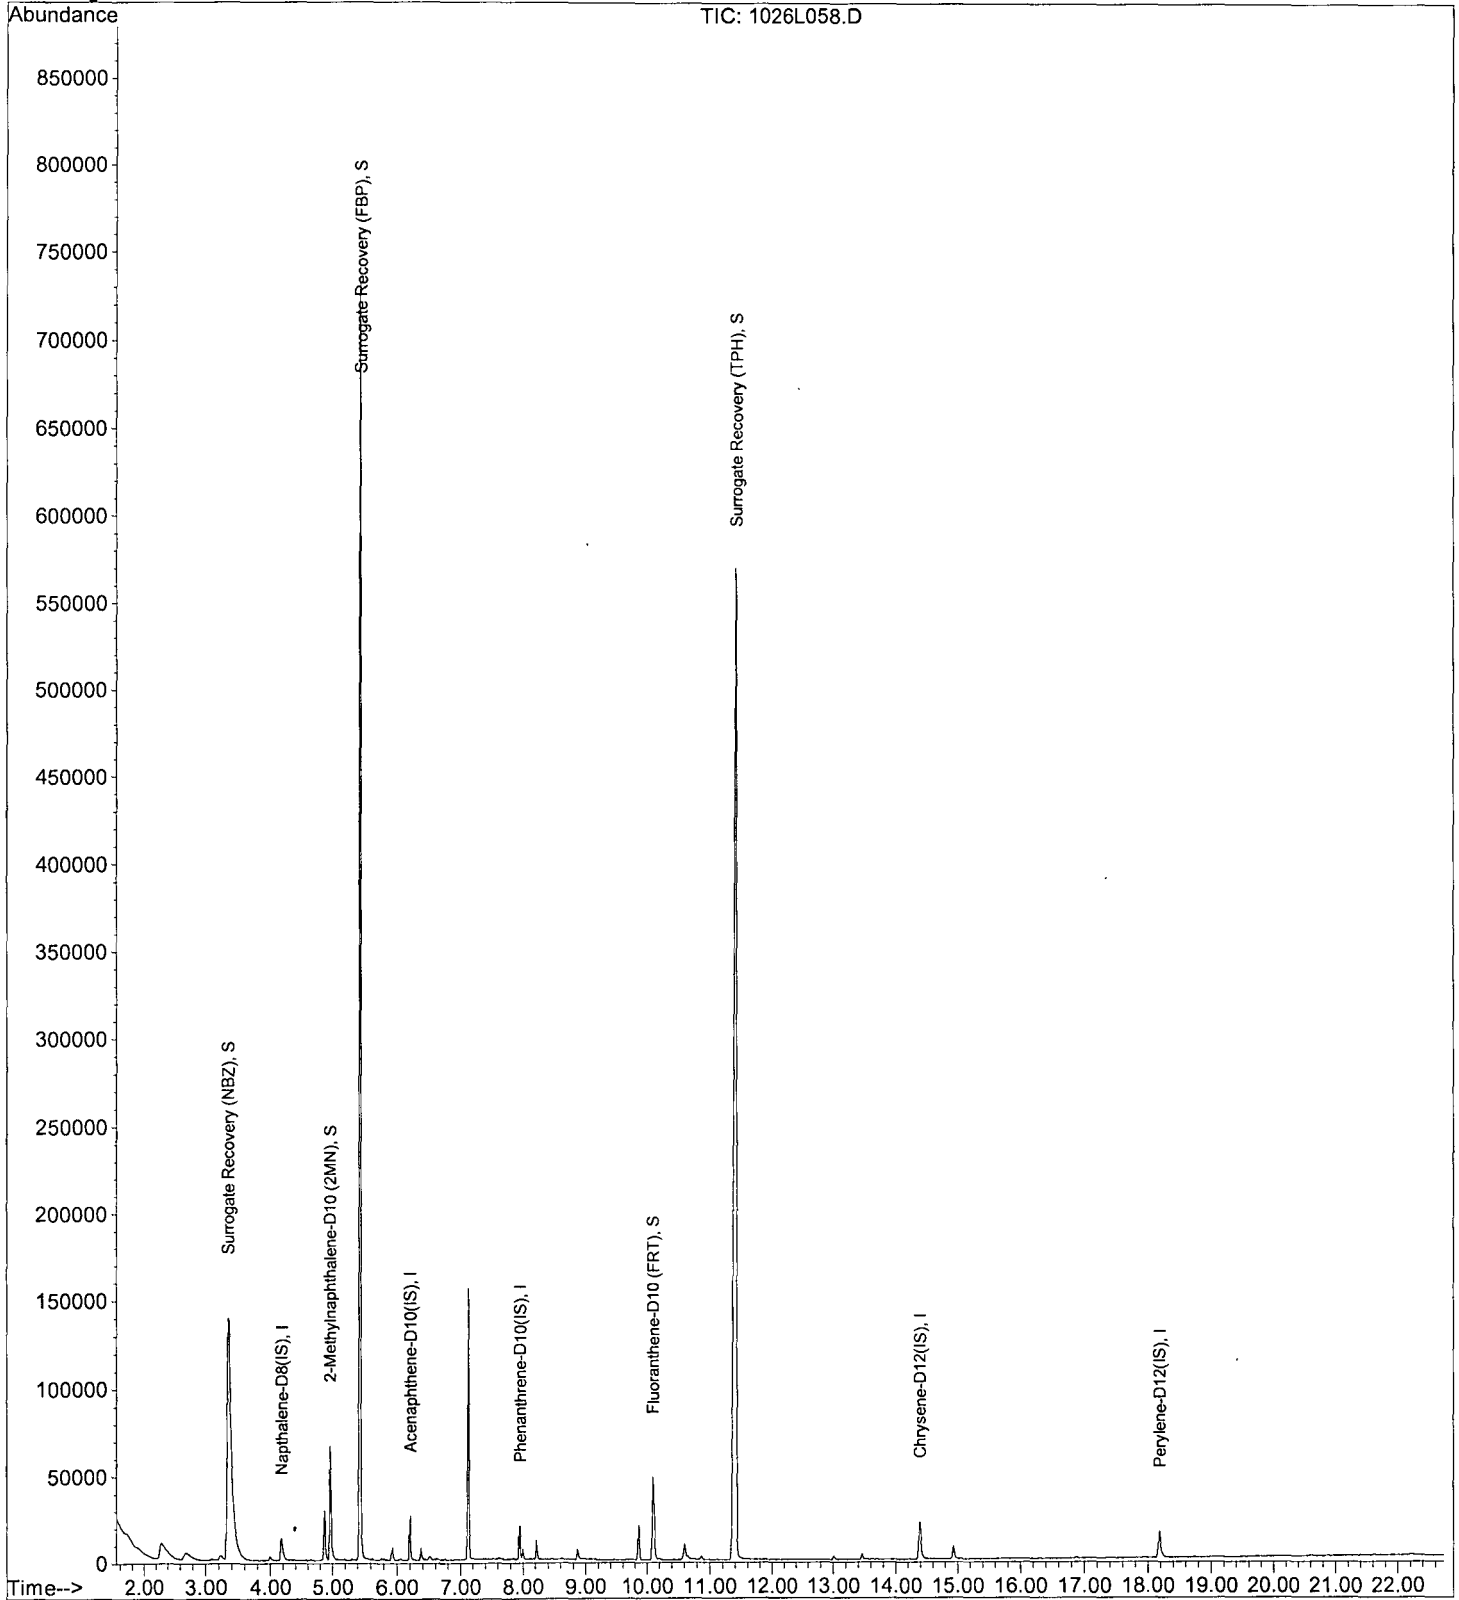 Abundance
TIC: 1026L058.D
850000
800000
750000
700000
650000
600000
550000
500000
450000
400000
350000
300000
250000
200000
150000
100000
50000
0
Surrogate Recovery (NBZ), S
Napthalene-D8(IS), I
2-Methylnaphthalene-D10 (2MN), S
Surrogate Recovery (FBP), S
Acenaphthene-D10(IS), I
Phenanthrene-D10(IS), I
Fluoranthene-D10 (FRT), S
Surrogate Recovery (TPH), S
Chrysene-D12(IS), I
Perylene-D12(IS), I
Time--> 2.00 3.00 4.00 5.00 6.00 7.00 8.00 9.00 10.00 11.00 12.00 13.00 14.00 15.00 16.00 17.00 18.00 19.00 20.00 21.00 22.00